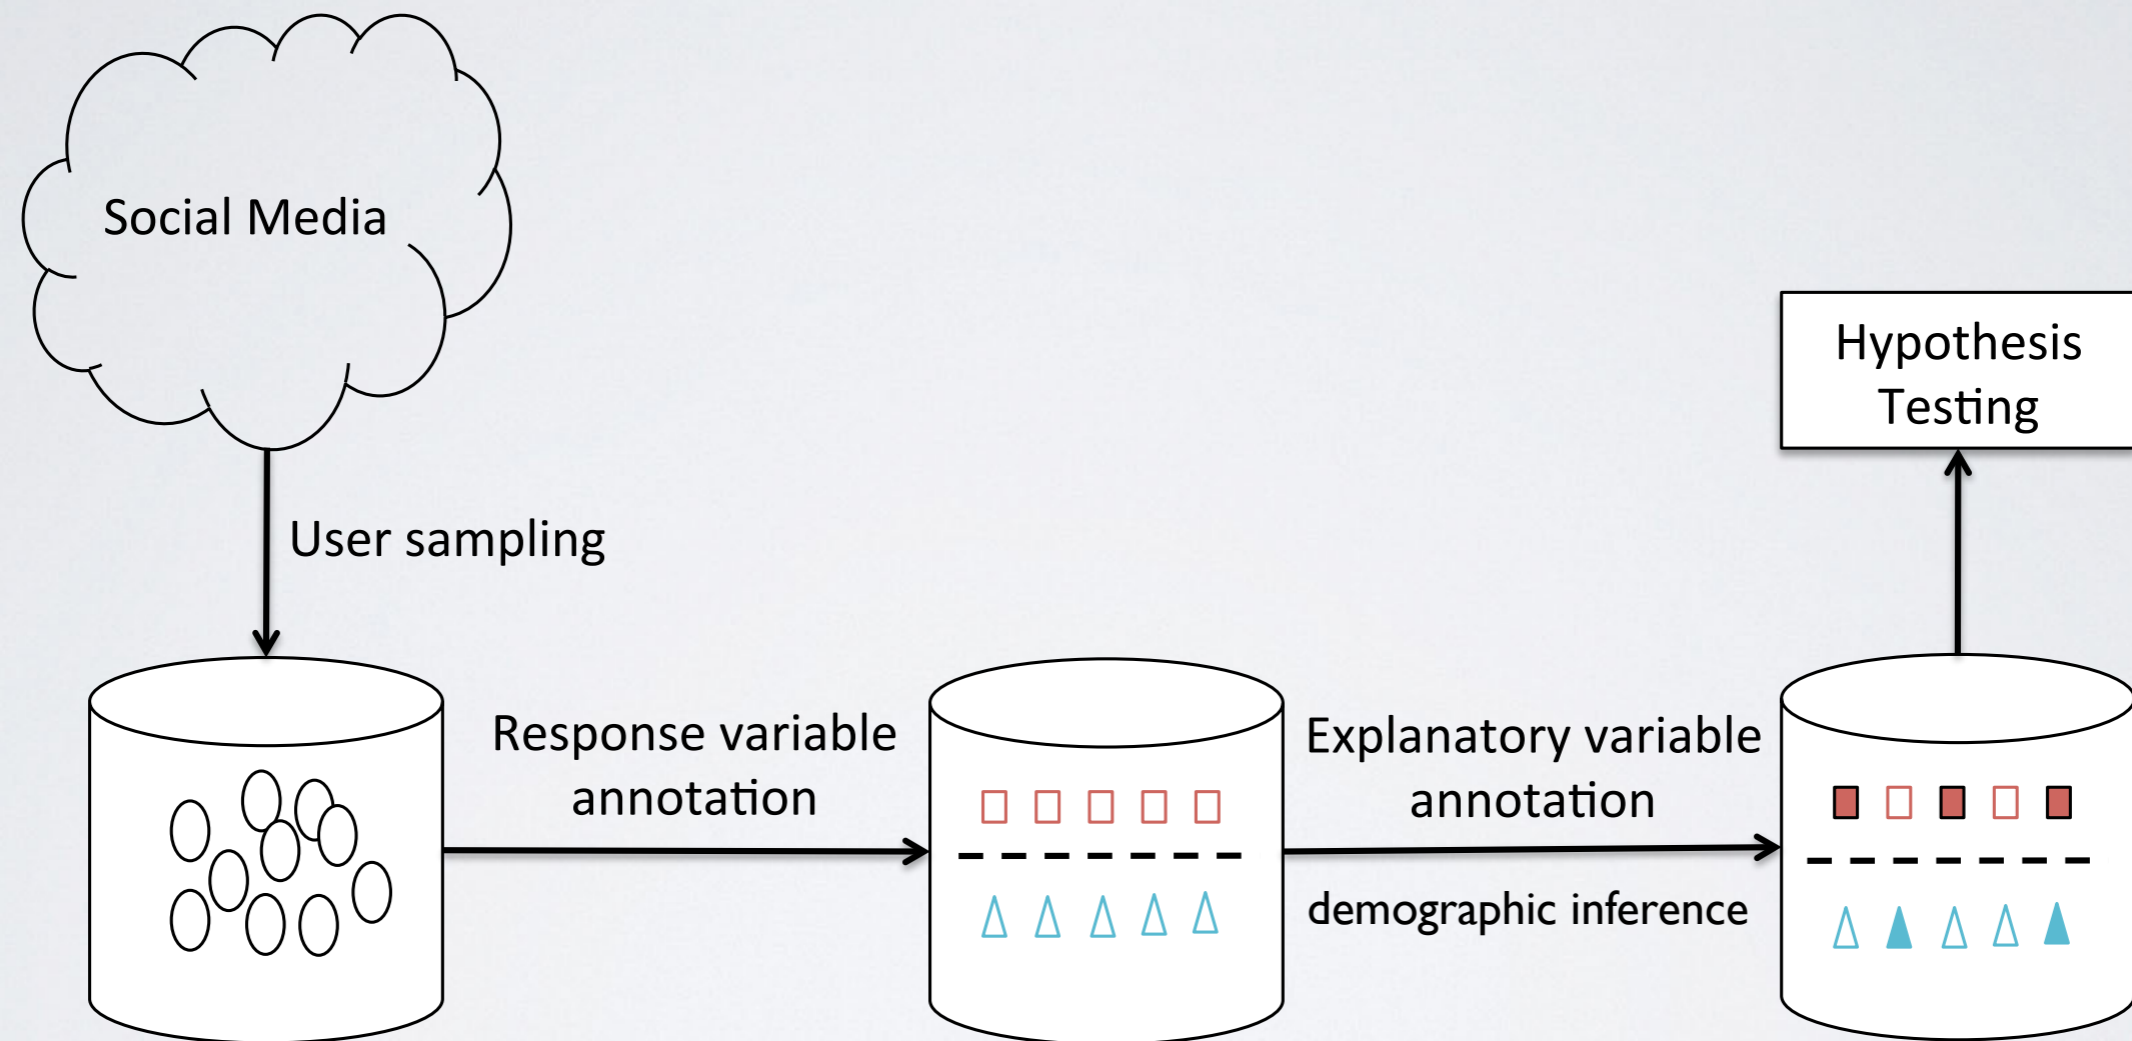 Social Media
User sampling
Response variable
annotation
Explanatory variable
annotation
demographic inference
Hypothesis
Testing